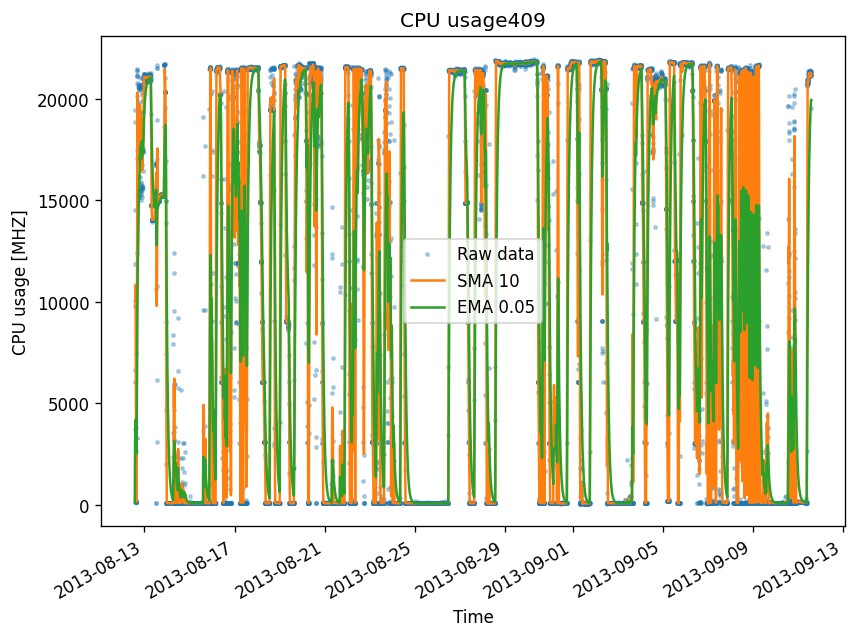 CPU usage409
CPU usage [MHZ]
20000
15000
10000
5000
0
Raw data
SMA 10
EMA 0.05
2013-08-13
2013-08-17
2013-08-21
2013-08-25
2013-08-29
2013-09-01
2013-09-05
2013-09-09
2013-09-13
Time